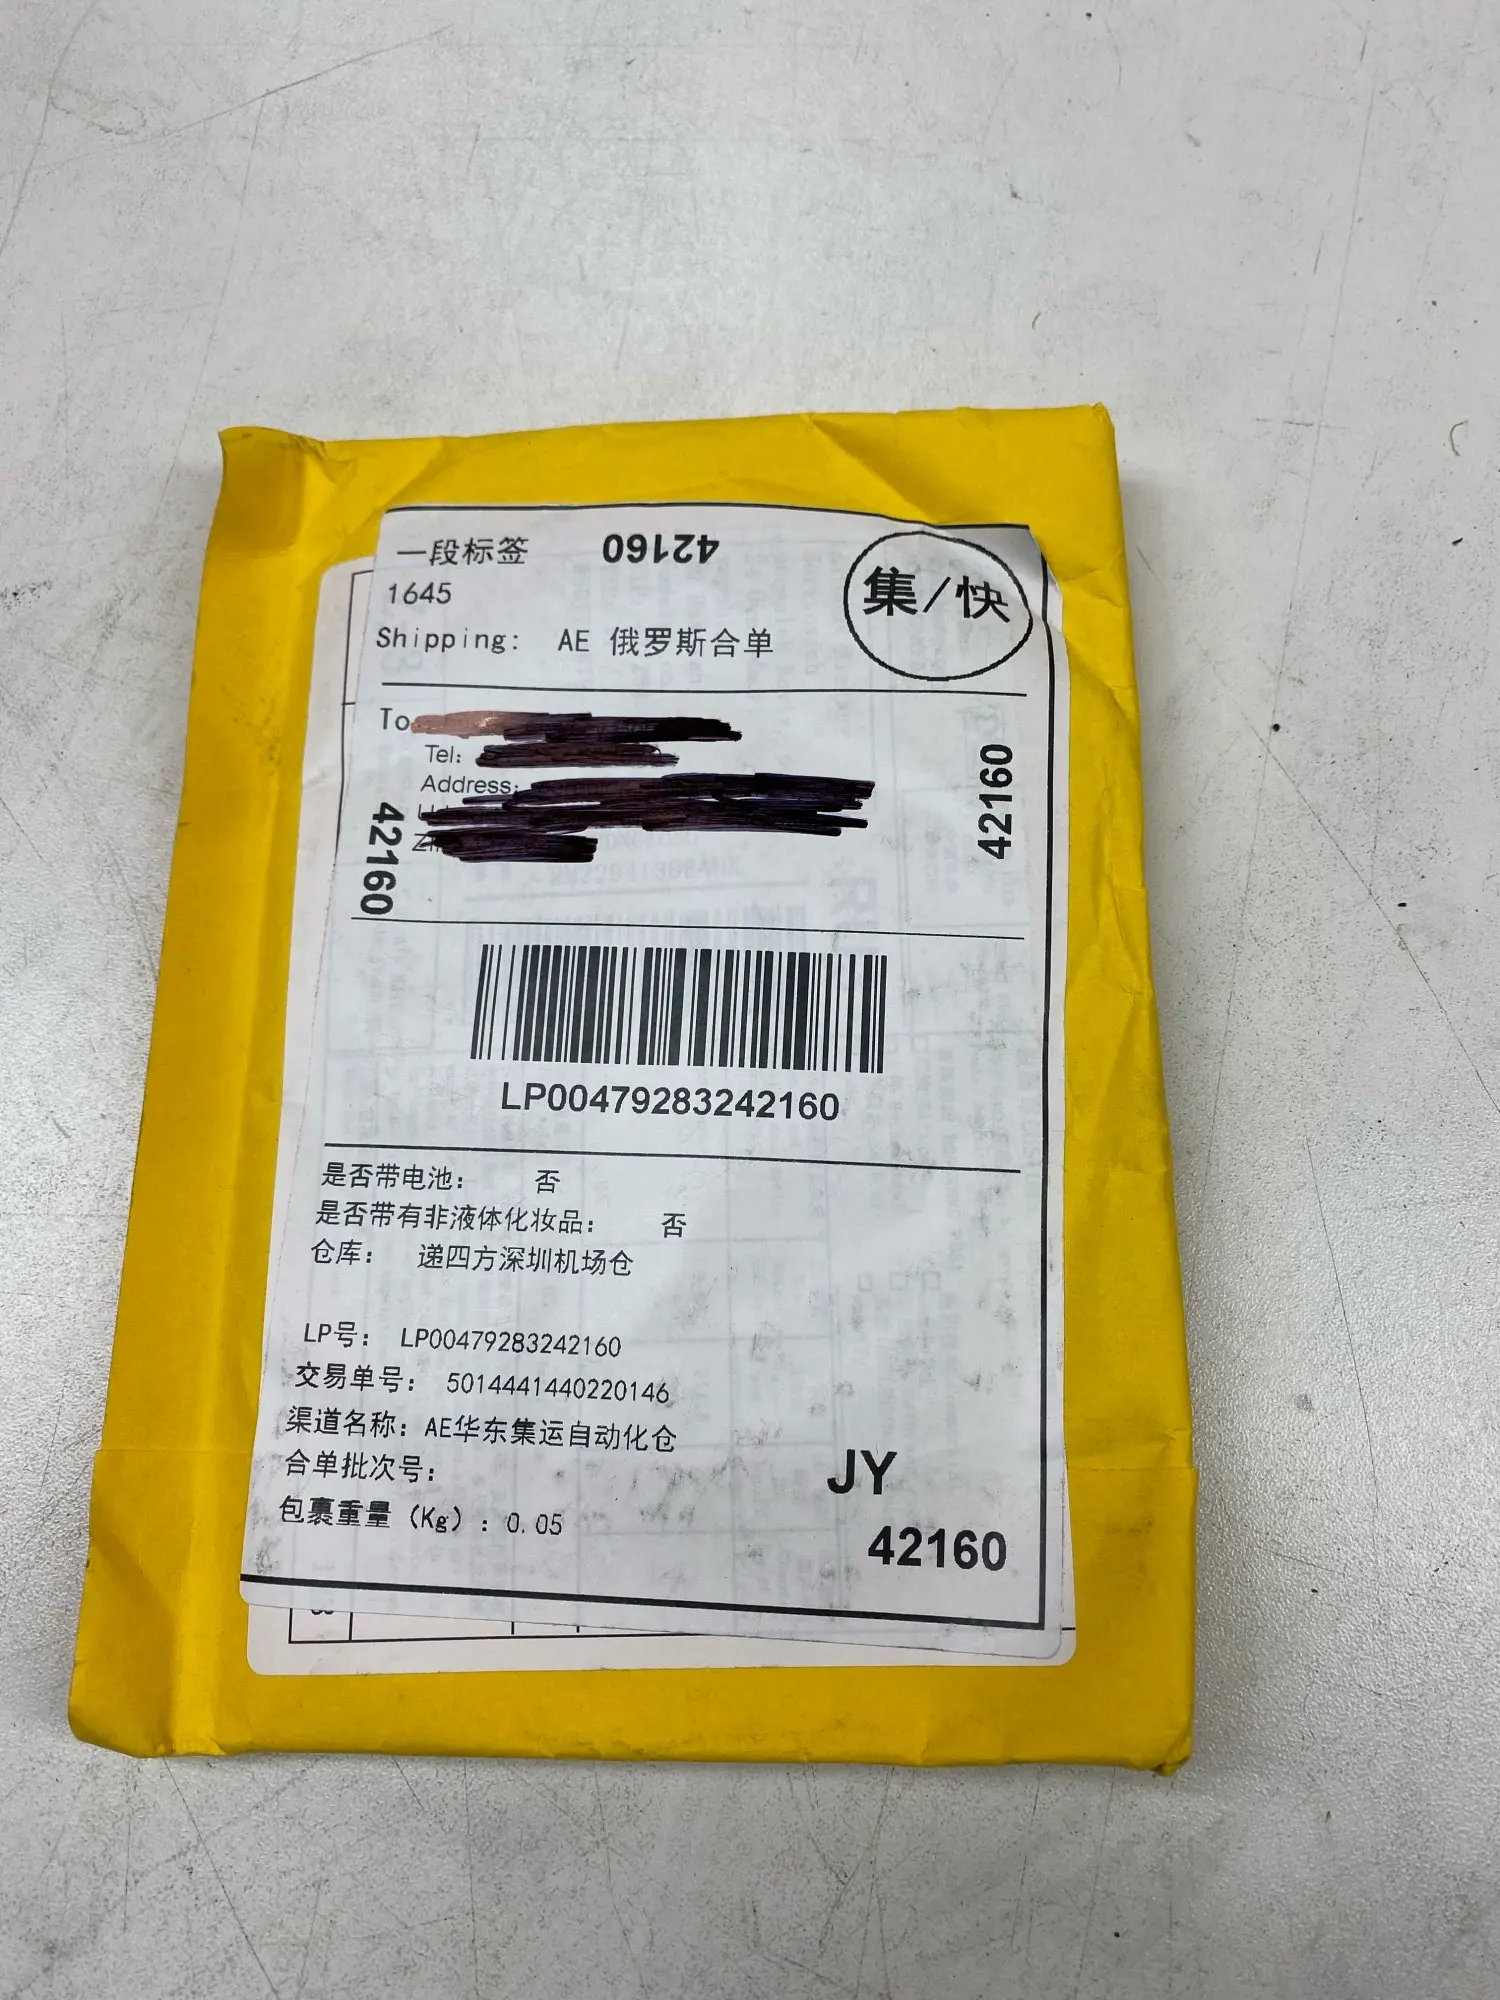 一段标签 42160
集/快
1645
Shipping: AE 俄罗斯合单
To
Tel:
Address:
42160
42160
LP00479283242160
是否带电池： 否
是否带有非液体化妆品： 否
仓库： 递四方深圳机场仓
LP号： LP00479283242160
交易单号： 5014441440220146
渠道名称：AE华东集运自动化仓
合单批次号：
包裹重量（Kg）：0.05
JY
42160